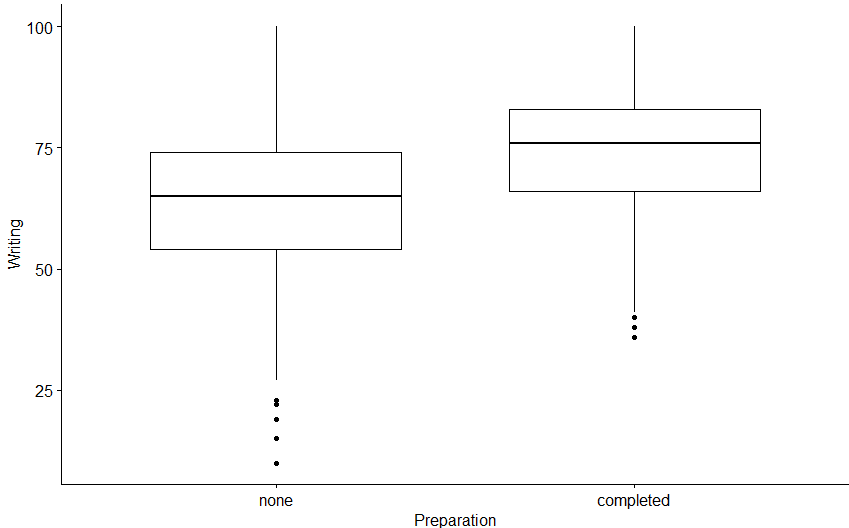 100
75
50
25
Writing
none
completed
Preparation